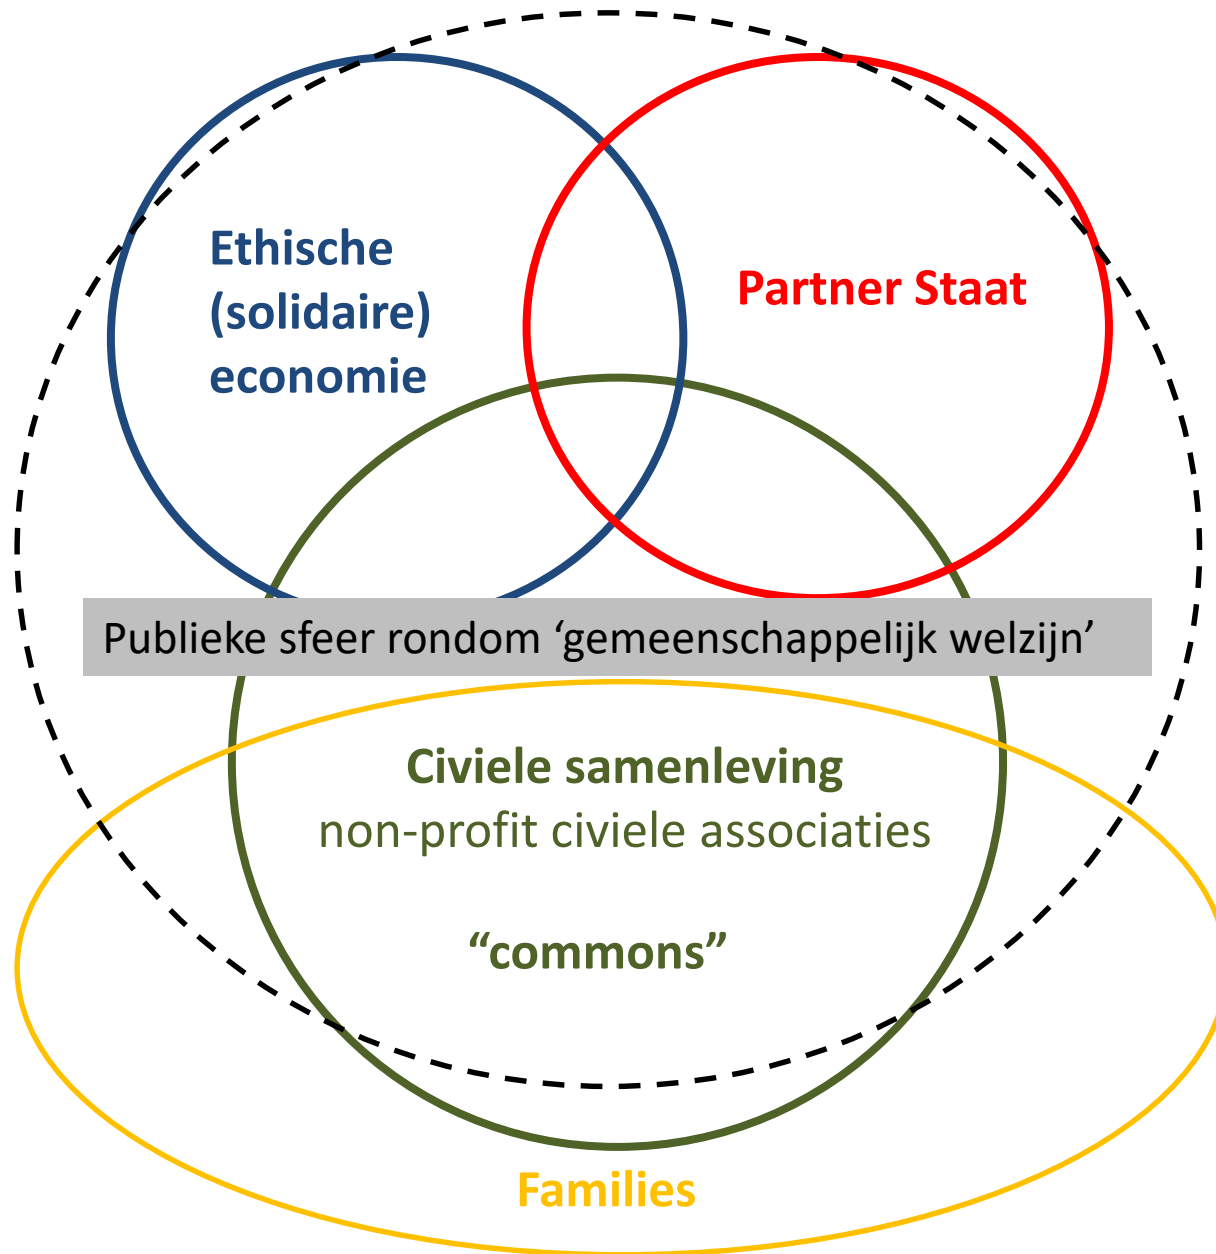 Ethische
(solidaire)
economie
Partner Staat
Publieke sfeer rondom ‘gemeenschappelijk welzijn’
Civiele samenleving
non-profit civiele associaties
“commons”
Families